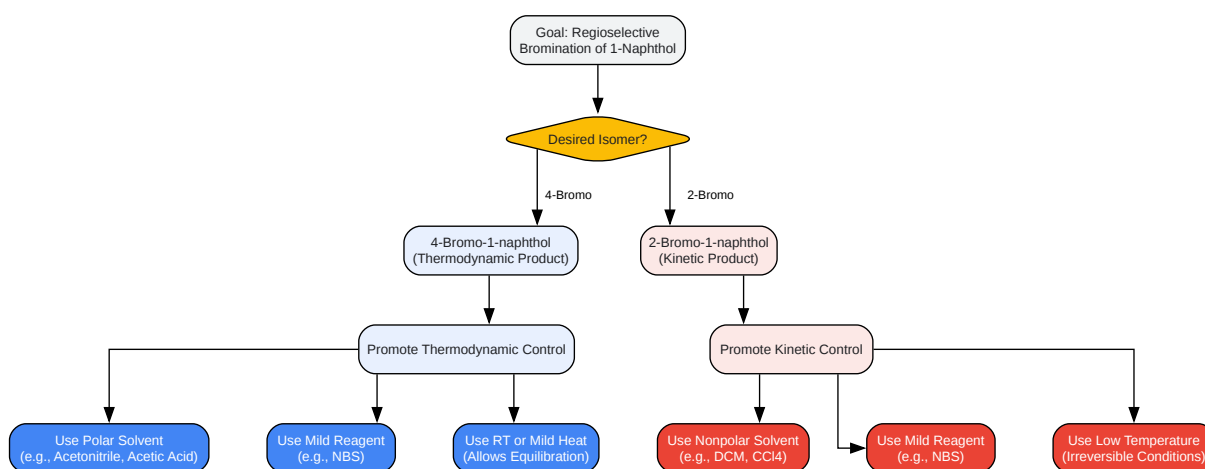 Goal: Regioselective
Bromination of 1-Naphthol
Desired Isomer?
4-Bromo
2-Bromo
4-Bromo-1-naphthol
(Thermodynamic Product)
2-Bromo-1-naphthol
(Kinetic Product)
Promote Thermodynamic Control
Promote Kinetic Control
Use Polar Solvent
(e.g., Acetonitrile, Acetic Acid)
Use Mild Reagent
(e.g., NBS)
Use RT or Mild Heat
(Allows Equilibration)
Use Nonpolar Solvent
(e.g., DCM, CCl4)
Use Mild Reagent
(e.g., NBS)
Use Low Temperature
(Irreversible Conditions)